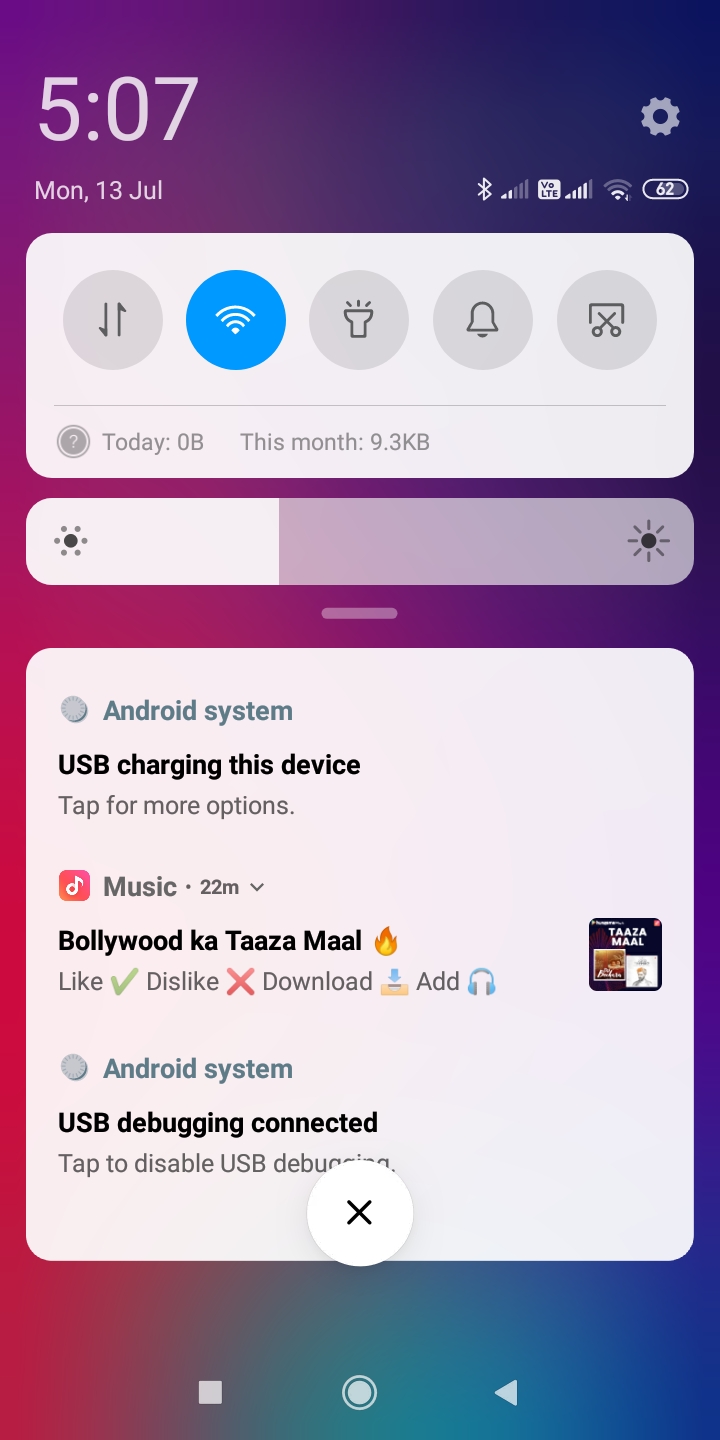 5:07
Mon, 13 Jul
Vo LTE 62
Today: 0B This month: 9.3KB
Android system
USB charging this device
Tap for more options.
Music • 22m
Bollywood ka Taaza Maal 🔥
TAAZA
MAAL
Like ✅ Dislike ❌ Download 📥 Add 🎧
Android system
USB debugging connected
Tap to disable USB debugging.